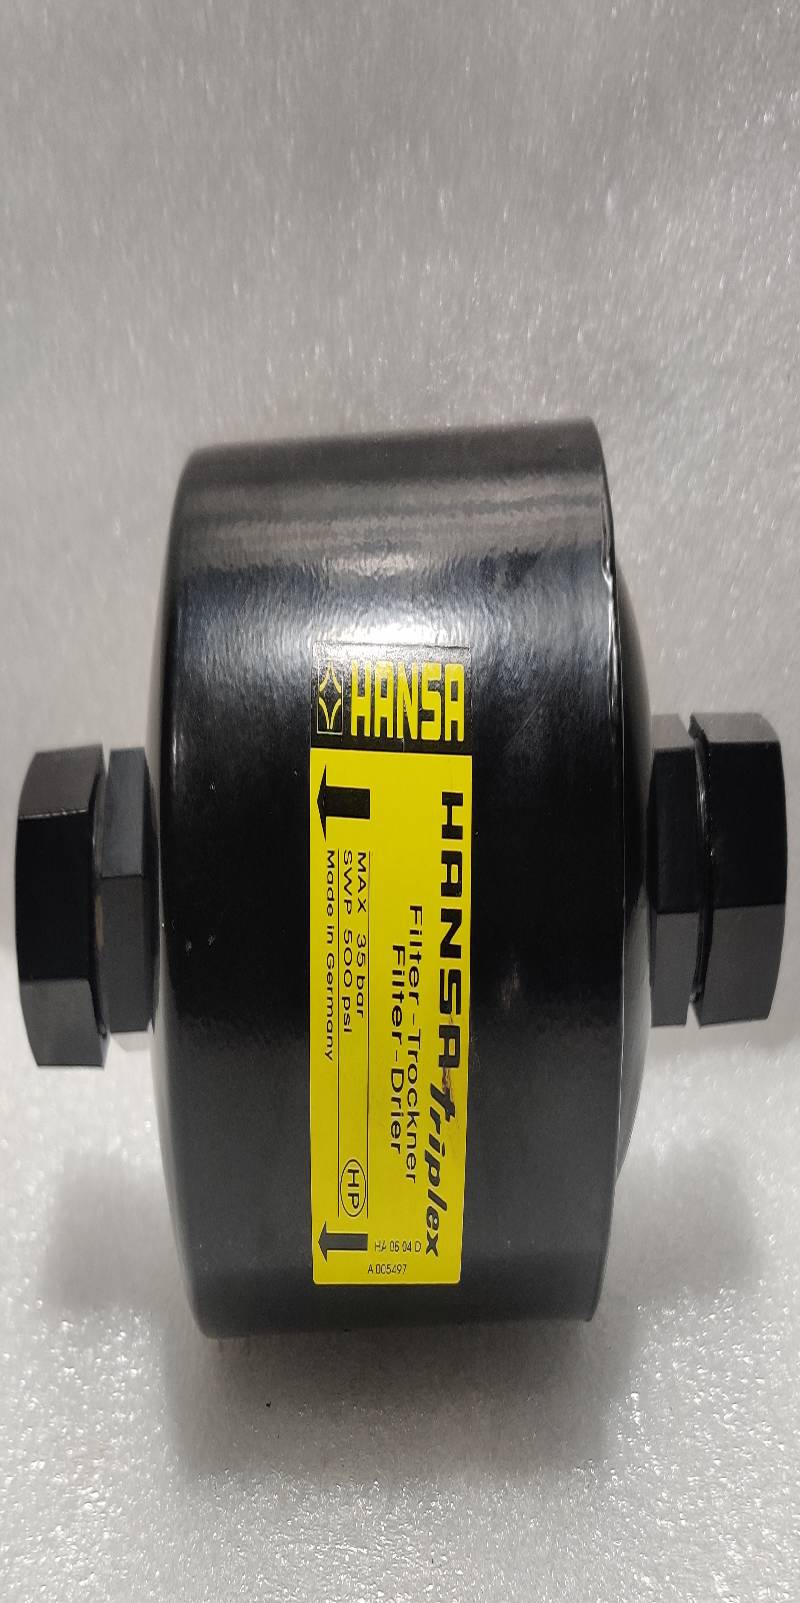 HANSA
HANSA triplex
Filter-Trockner
Filter-Drier
HA 06 04 D
A 005497
MAX 35 bar
SWP 500 psi
HP
Made in Germany